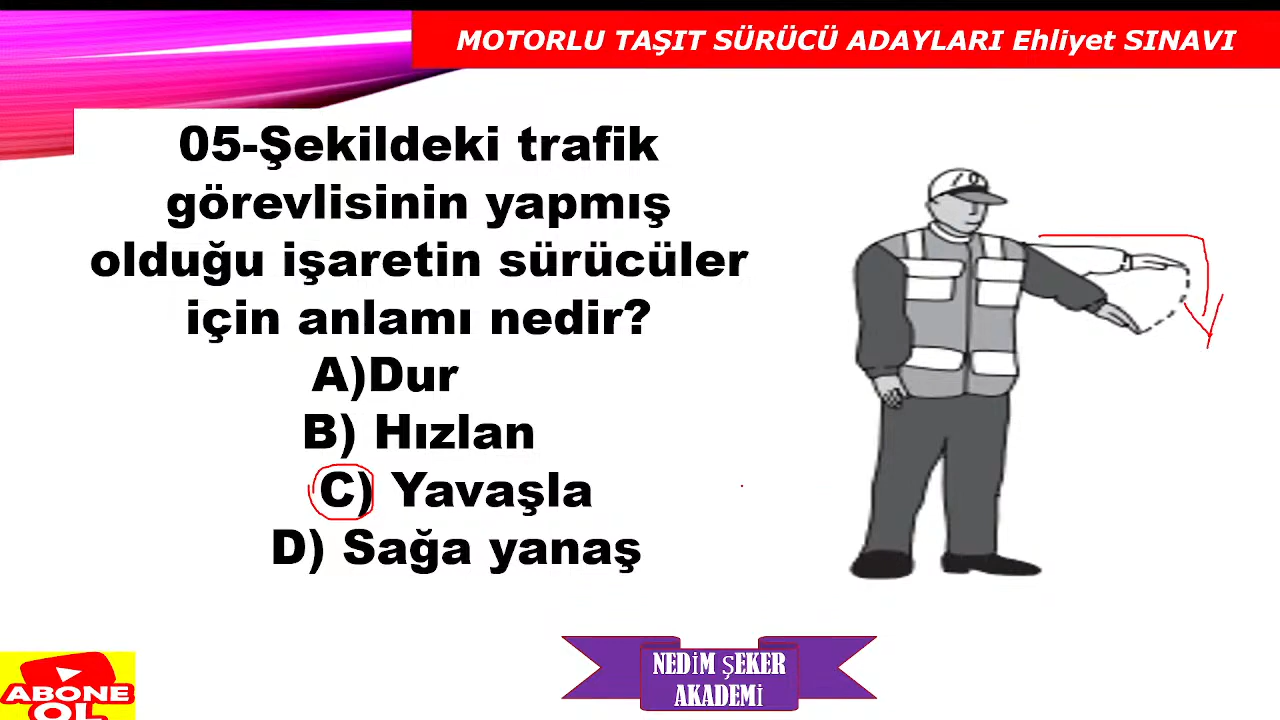 MOTORLU TAŞIT SÜRÜCÜ ADAYLARI Ehliyet SINAVI
05-Şekildeki trafik
görevlisinin yapmış
olduğu işaretin sürücüler
için anlamı nedir?
A)Dur
B) Hızlan
C) Yavaşla
D) Sağa yanaş
NEDİM ŞEKER
AKADEMİ
ABONE
OL